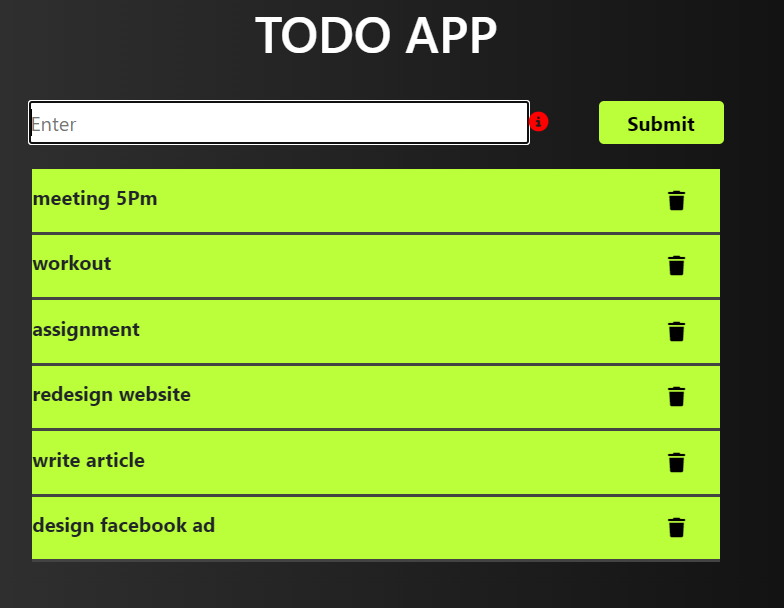 TODO APP
Enter
Submit
meeting 5Pm
workout
assignment
redesign website
write article
design facebook ad